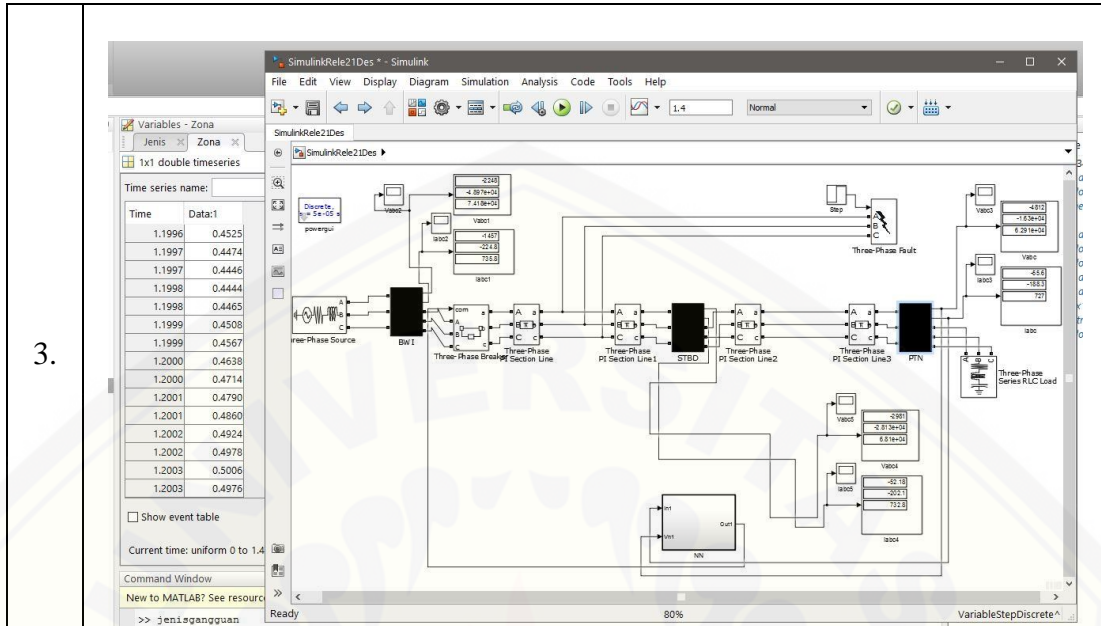 3.
SimulinkRele21Des * - Simulink
File Edit View Display Diagram Simulation Analysis Code Tools Help
1.4
Normal
SimulinkRele21Des
SimulinkRele21Des
Variables - Zona
Jenis
Zona
1x1 double timeseries
Time series name:
Time Data:1
1.1996 0.4525
1.1997 0.4474
1.1997 0.4446
1.1998 0.4444
1.1998 0.4465
1.1999 0.4508
1.1999 0.4567
1.2000 0.4638
1.2000 0.4714
1.2001 0.4790
1.2001 0.4860
1.2002 0.4924
1.2002 0.4978
1.2003 0.5006
1.2003 0.4976
Show event table
Current time: uniform 0 to 1.4
Command Window
New to MATLAB? See resourc
>> jenisgangguan
Discrete,
s = 5e-05 s
powergui
Vabc2
-2248
-4.897e+04
7.418e+04
Vabc1
Iabc2
-1457
-224.8
735.8
Iabc1
Step
A
B
C
Three-Phase Fault
Vabc3
-4812
-1.63e+04
6.291e+04
Vabc
Iabc3
-65.6
-188.3
727
Iabc
A
B
C
ree-Phase Source
BWI
com
A a
B b
C c
Three-Phase Breaker
A a
B b
C c
Three-Phase
PI Section Line
A a
B b
C c
Three-Phase
PI Section Line1
STBD
A a
B b
C c
Three-Phase
PI Section Line2
A a
B b
C c
Three-Phase
PI Section Line3
PTN
A B C
Three-Phase
Series RLC Load
Vabc5
-2981
-2.813e+04
6.81e+04
Vabc4
Iabc5
-52.18
-202.1
732.8
Iabc4
In1
Vn1
Out1
NN
Ready
80%
VariableStepDiscrete^
UNIVERSITAS